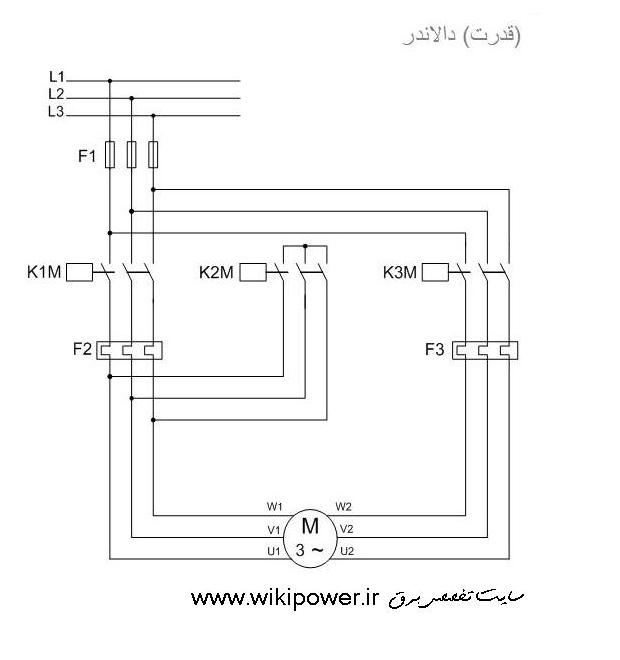 (قدرت) دالاندر
L1
L2
L3
F1
K1M K2M K3M
F2 F3
W1 W2
M
V1 V2
3 ~
U1 U2
www.wikipower.ir سایت تخصصی برق